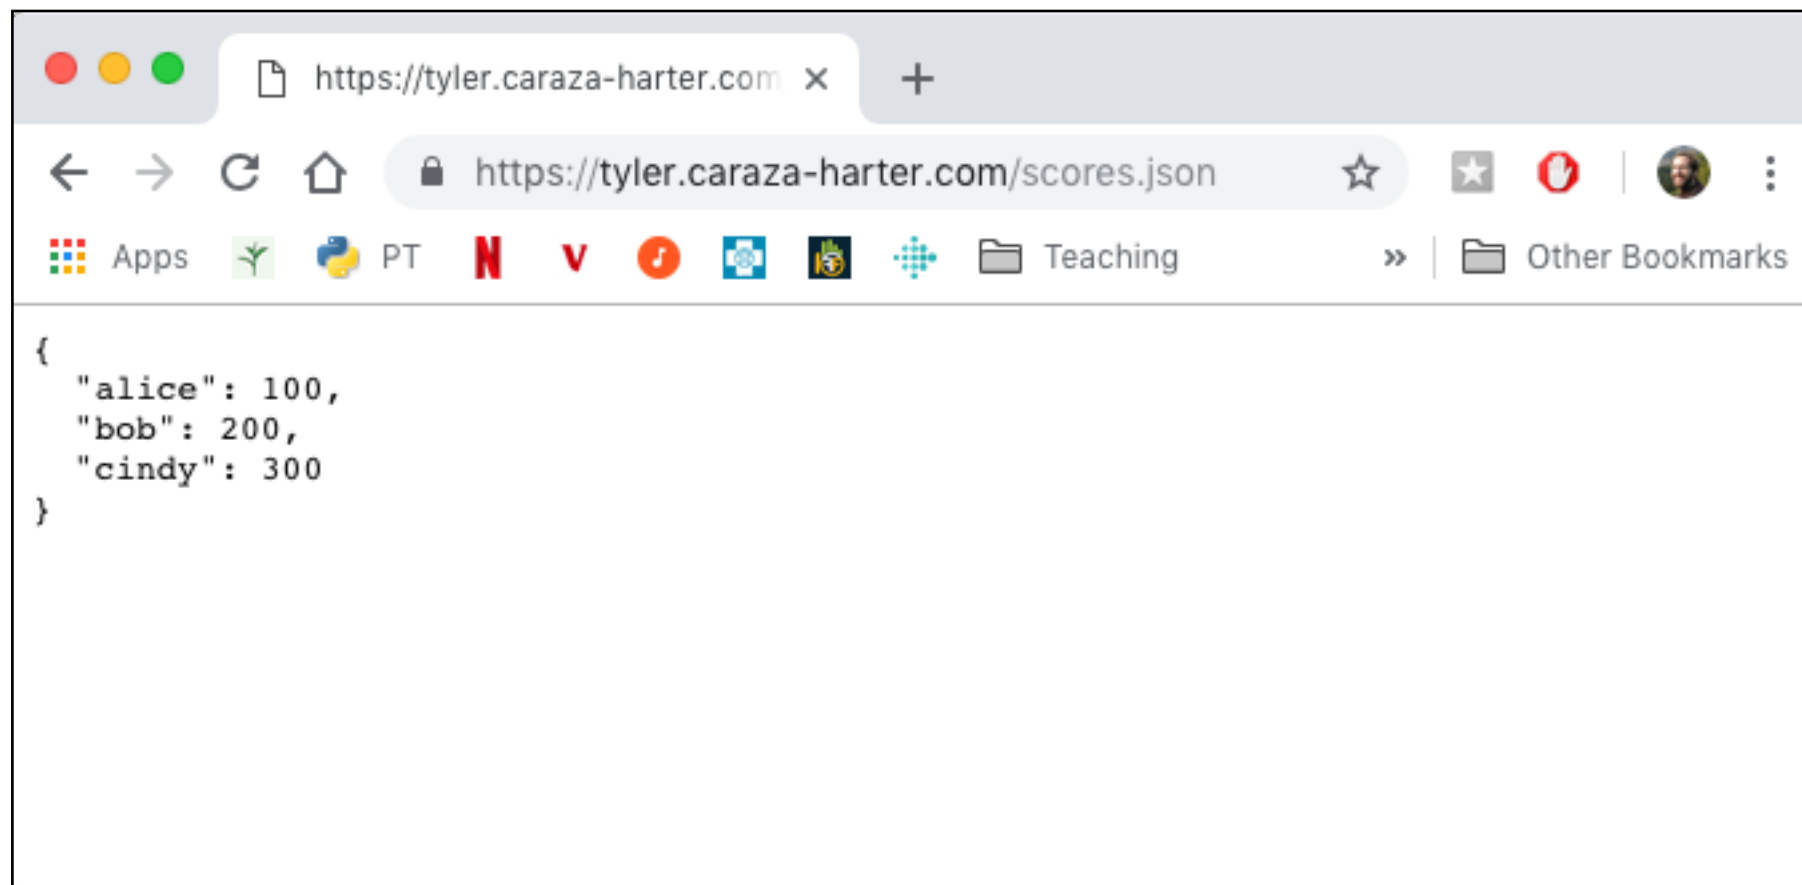 https://tyler.caraza-harter.com
https://tyler.caraza-harter.com/scores.json
Apps PT N V Teaching » Other Bookmarks
{
"alice": 100,
"bob": 200,
"cindy": 300
}